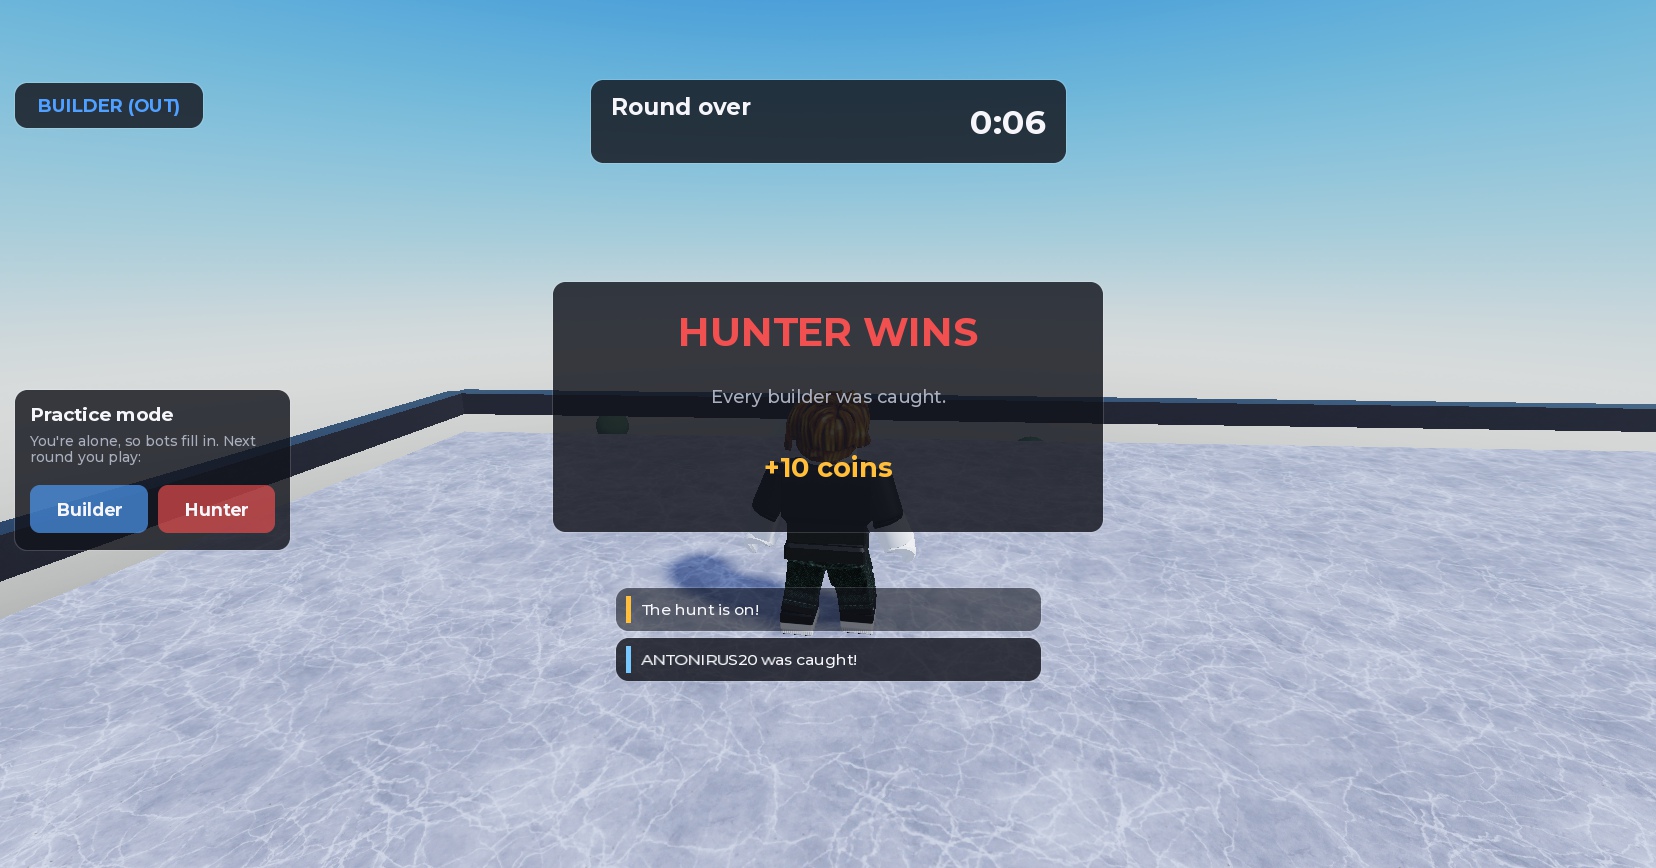 BUILDER (OUT)
Round over
0:06
HUNTER WINS
Every builder was caught.
+10 coins
Practice mode
You're alone, so bots fill in. Next
round you play:
Builder
Hunter
The hunt is on!
ANTONIRUS20 was caught!